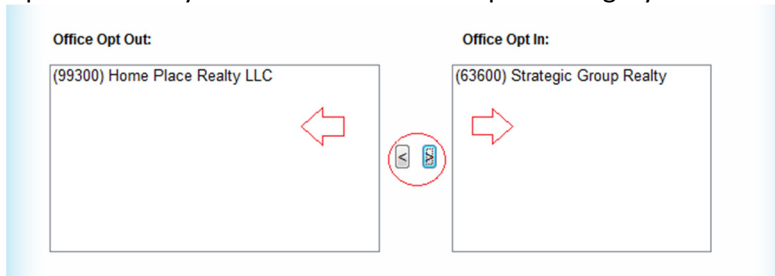 Office Opt Out:
Office Opt In:
(99300) Home Place Realty LLC
(63600) Strategic Group Realty
< >